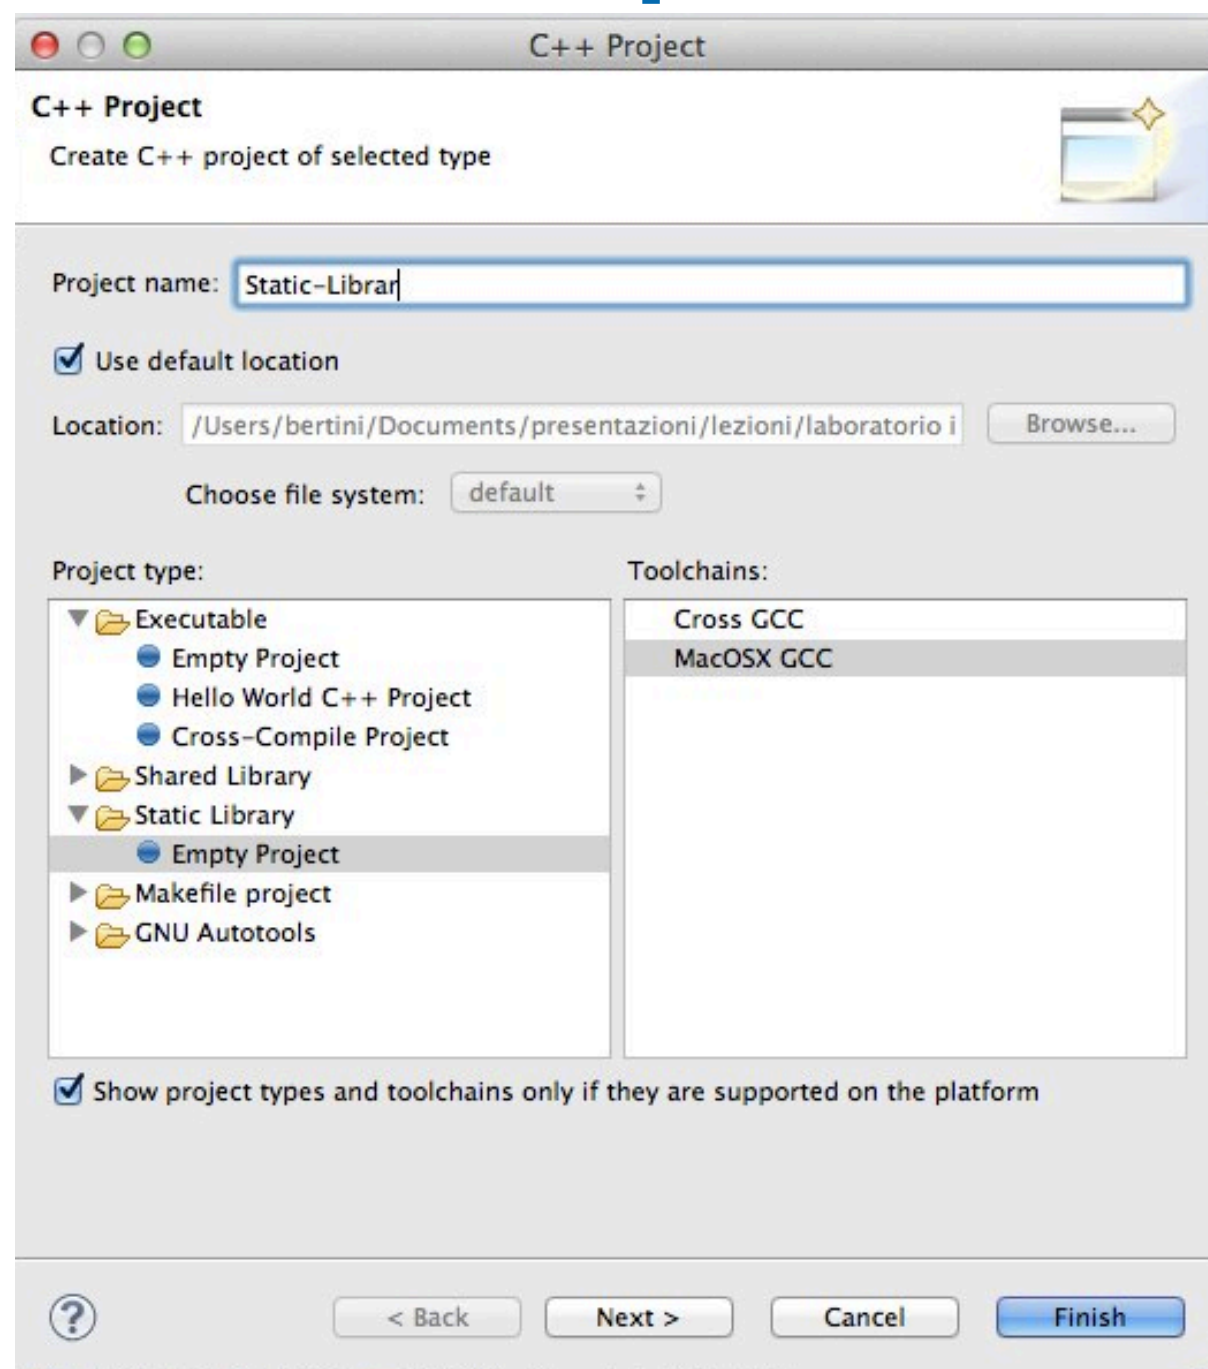 C++ Project
C++ Project
Create C++ project of selected type
Project name: Static-Librar
Use default location
Location: /Users/bertini/Documents/presentazioni/lezioni/laboratorio i Browse...
Choose file system: default
Project type:
Executable
Empty Project
Hello World C++ Project
Cross-Compile Project
Shared Library
Static Library
Empty Project
Makefile project
GNU Autotools
Toolchains:
Cross GCC
MacOSX GCC
Show project types and toolchains only if they are supported on the platform
? < Back Next > Cancel Finish